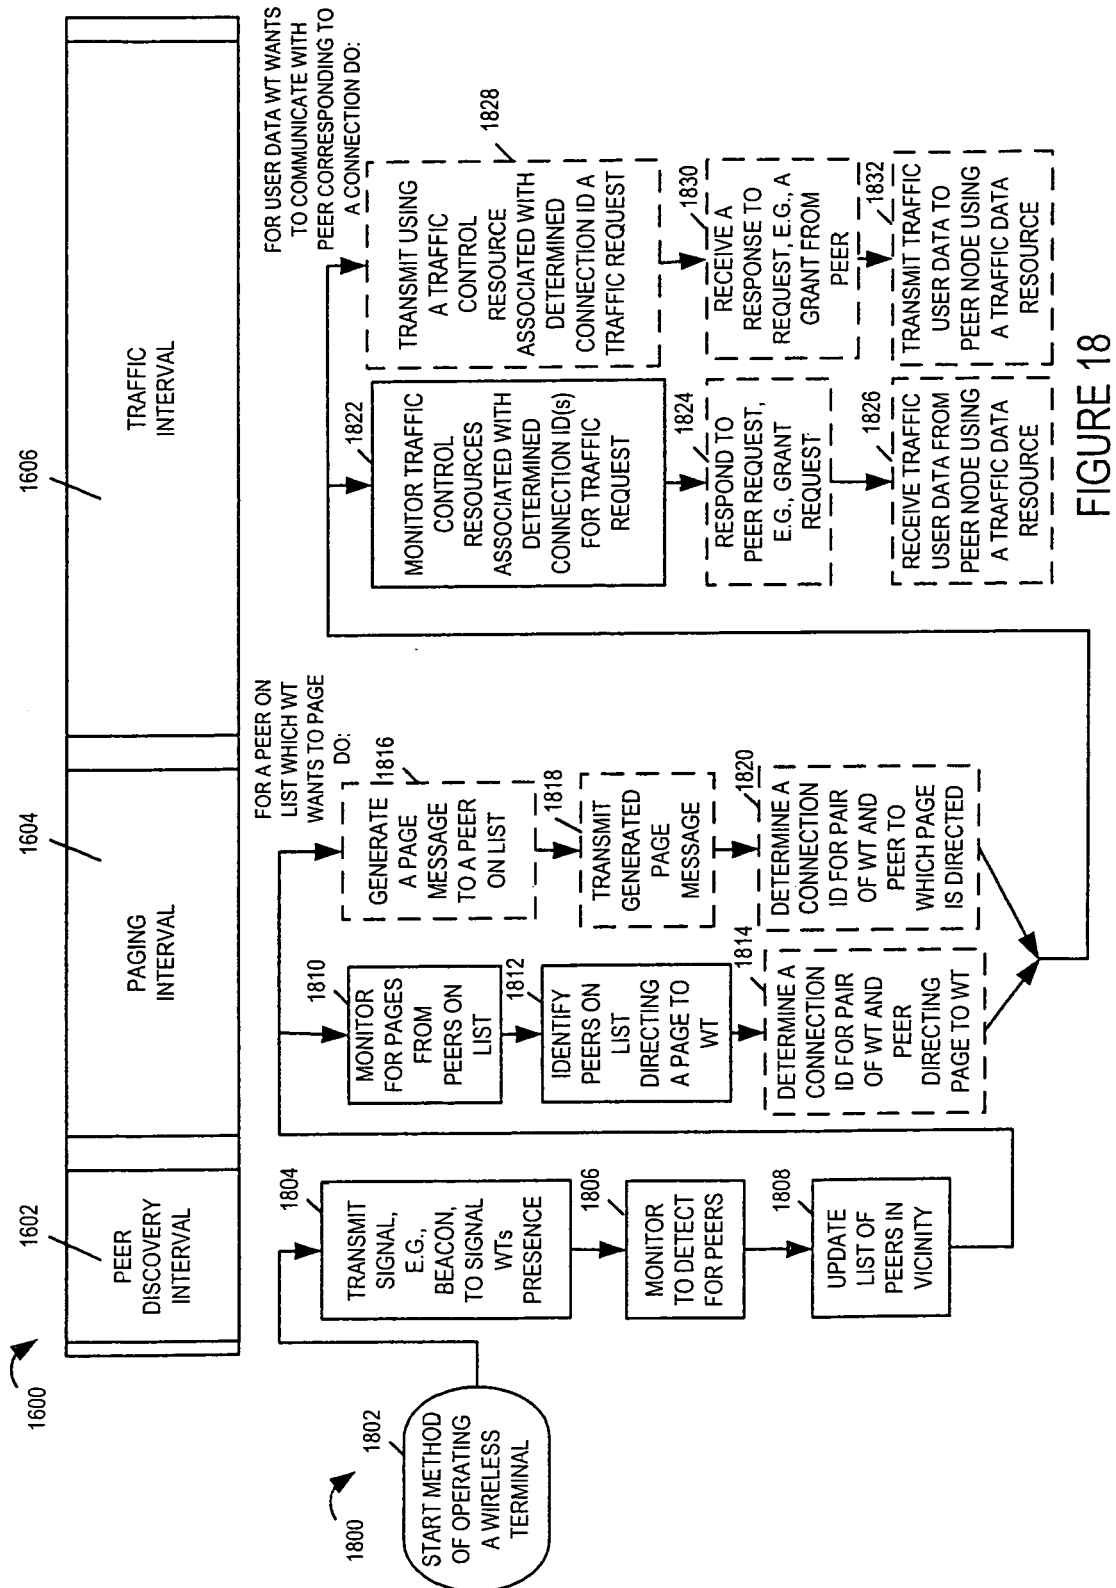 1600
1602
1604
1606
PEER
DISCOVERY
INTERVAL
PAGING
INTERVAL
TRAFFIC
INTERVAL
1800
1802
START METHOD
OF OPERATING
A WIRELESS
TERMINAL
1804
TRANSMIT
SIGNAL,
E.G.,
BEACON,
TO SIGNAL
WTs
PRESENCE
1806
MONITOR
TO DETECT
FOR PEERS
1808
UPDATE
LIST OF
PEERS IN
VICINITY
1810
MONITOR
FOR PAGES
FROM
PEERS ON
LIST
1812
IDENTIFY
PEERS ON
LIST
DIRECTING
A PAGE TO
WT
1814
DETERMINE A
CONNECTION
ID FOR PAIR
OF WT AND
PEER
DIRECTING
PAGE TO WT
FOR A PEER ON
LIST WHICH WT
WANTS TO PAGE
DO:
1816
GENERATE
A PAGE
MESSAGE
TO A PEER
ON LIST
1818
TRANSMIT
GENERATED
PAGE
MESSAGE
1820
DETERMINE A
CONNECTION
ID FOR PAIR
OF WT AND
PEER TO
WHICH PAGE
IS DIRECTED
1822
MONITOR TRAFFIC
CONTROL
RESOURCES
ASSOCIATED WITH
DETERMINED
CONNECTION ID(s)
FOR TRAFFIC
REQUEST
1824
RESPOND TO
PEER REQUEST,
E.G., GRANT
REQUEST
1826
RECEIVE TRAFFIC
USER DATA FROM
PEER NODE USING
A TRAFFIC DATA
RESOURCE
FOR USER DATA WT WANTS
TO COMMUNICATE WITH
PEER CORRESPONDING TO
A CONNECTION DO:
1828
TRANSMIT USING
A TRAFFIC
CONTROL
RESOURCE
ASSOCIATED WITH
DETERMINED
CONNECTION ID A
TRAFFIC REQUEST
1830
RECEIVE A
RESPONSE TO
REQUEST, E.G., A
GRANT FROM
PEER
1832
TRANSMIT TRAFFIC
USER DATA TO
PEER NODE USING
A TRAFFIC DATA
RESOURCE
FIGURE 18